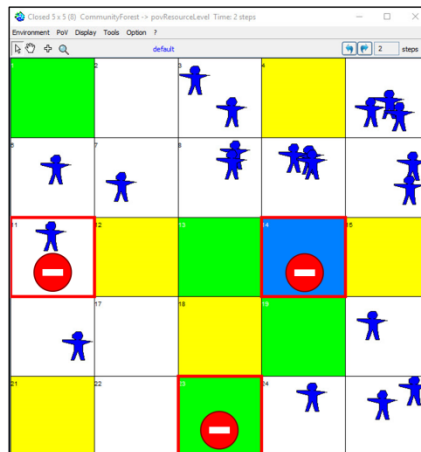 Closed 5 x 5 (8) CommunityForest -> povResourceLevel Time: 2 steps
Environment PoV Display Tools Option ?
default 2 steps
1 2 3 4
6 7 8
11 12 13 14 15
17 18 19
21 22 23 24